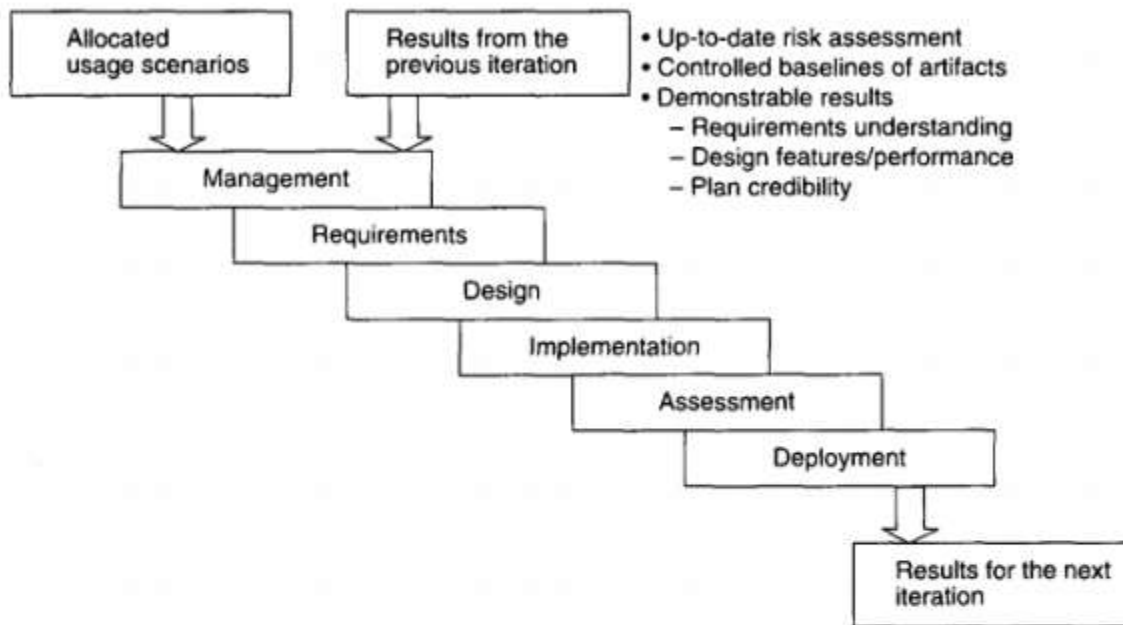 Allocated
usage scenarios
Results from the
previous iteration
• Up-to-date risk assessment
• Controlled baselines of artifacts
• Demonstrable results
– Requirements understanding
– Design features/performance
– Plan credibility
Management
Requirements
Design
Implementation
Assessment
Deployment
Results for the next
iteration